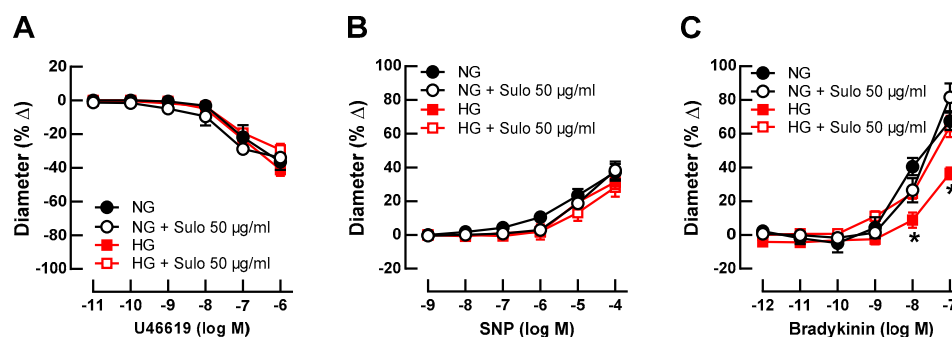 A
B
C
20
0
-20
-40
-60
-80
-100
Diameter (% Δ)
NG
NG + Sulo 50 µg/ml
HG
HG + Sulo 50 µg/ml
-11 -10 -9 -8 -7 -6
U46619 (log M)
100
80
60
40
20
0
-20
Diameter (% Δ)
NG
NG + Sulo 50 µg/ml
HG
HG + Sulo 50 µg/ml
-9 -8 -7 -6 -5 -4
SNP (log M)
100
80
60
40
20
0
-20
Diameter (% Δ)
NG
NG + Sulo 50 µg/ml
HG
HG + Sulo 50 µg/ml
*
*
-12 -11 -10 -9 -8 -7
Bradykinin (log M)